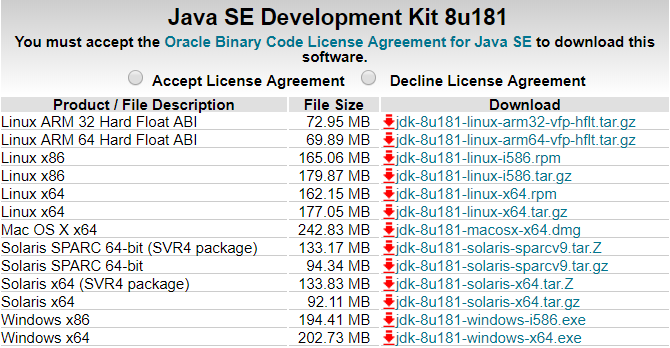 Java SE Development Kit 8u181
You must accept the Oracle Binary Code License Agreement for Java SE to download this
software.
Accept License Agreement Decline License Agreement
Product / File Description File Size Download
Linux ARM 32 Hard Float ABI 72.95 MB jdk-8u181-linux-arm32-vfp-hflt.tar.gz
Linux ARM 64 Hard Float ABI 69.89 MB jdk-8u181-linux-arm64-vfp-hflt.tar.gz
Linux x86 165.06 MB jdk-8u181-linux-i586.rpm
Linux x86 179.87 MB jdk-8u181-linux-i586.tar.gz
Linux x64 162.15 MB jdk-8u181-linux-x64.rpm
Linux x64 177.05 MB jdk-8u181-linux-x64.tar.gz
Mac OS X x64 242.83 MB jdk-8u181-macosx-x64.dmg
Solaris SPARC 64-bit (SVR4 package) 133.17 MB jdk-8u181-solaris-sparcv9.tar.Z
Solaris SPARC 64-bit 94.34 MB jdk-8u181-solaris-sparcv9.tar.gz
Solaris x64 (SVR4 package) 133.83 MB jdk-8u181-solaris-x64.tar.Z
Solaris x64 92.11 MB jdk-8u181-solaris-x64.tar.gz
Windows x86 194.41 MB jdk-8u181-windows-i586.exe
Windows x64 202.73 MB jdk-8u181-windows-x64.exe